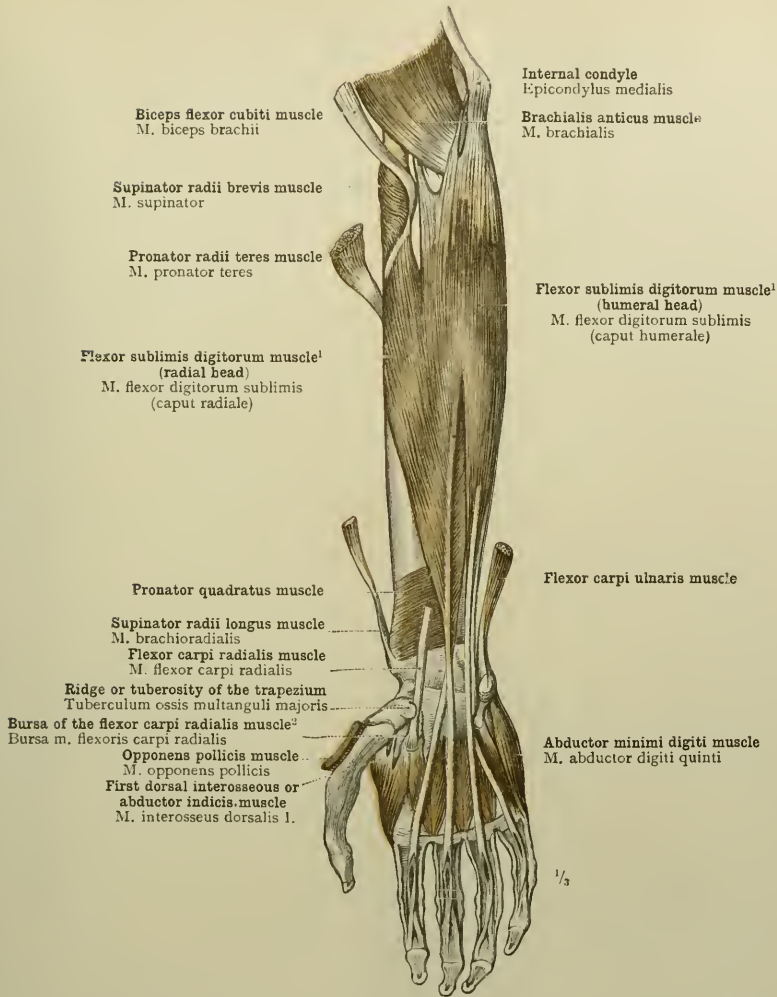 Biceps flexor cubiti muscle
M. biceps brachii
Supinator radii brevis muscle
M. supinator
Pronator radii teres muscle
M. pronator teres
Flexor sublimis digitorum muscle¹
(radial head)
M. flexor digitorum sublimis
(caput radiale)
Pronator quadratus muscle
Supinator radii longus muscle
M. brachioradialis
Flexor carpi radialis muscle
M. flexor carpi radialis
Ridge or tuberosity of the trapezium
Tuberculum ossis multanguli majoris
Bursa of the flexor carpi radialis muscle²
Bursa m. flexoris carpi radialis
Opponens pollicis muscle
M. opponens pollicis
First dorsal interosseous or
abductor indicis muscle
M. interosseus dorsalis 1.
Internal condyle
Epicondylus medialis
Brachialis anticus muscle
M. brachialis
Flexor sublimis digitorum muscle¹
(humeral head)
M. flexor digitorum sublimis
(caput humerale)
Flexor carpi ulnaris muscle
Abductor minimi digiti muscle
M. abductor digiti quinti
1/3